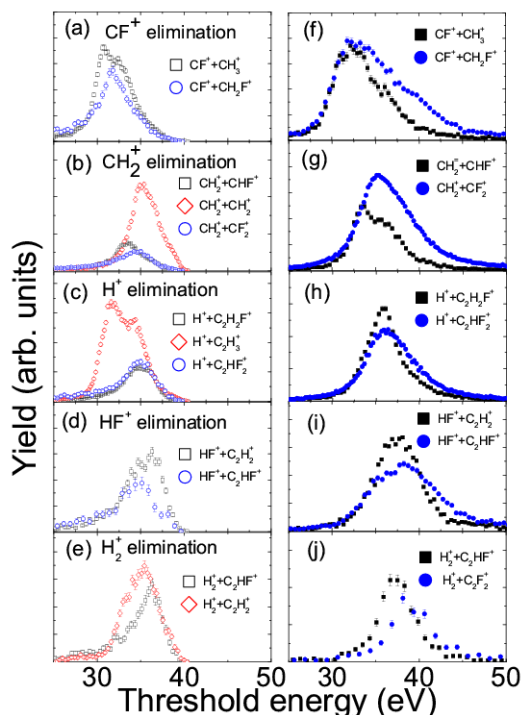 Yield (arb. units)
(a) CF⁺ elimination
CF⁺+CH₃⁺
CF⁺+CH₂F⁺
(b) CH₂⁺ elimination
CH₂⁺+CHF⁺
CH₂⁺+CH₂⁺
CH₂⁺+CF₂⁺
(c) H⁺ elimination
H⁺+C₂H₂F⁺
H⁺+C₂H₃⁺
H⁺+C₂HF₂⁺
(d) HF⁺ elimination
HF⁺+C₂H₂⁺
HF⁺+C₂HF⁺
(e) H₂⁺ elimination
H₂⁺+C₂HF⁺
H₂⁺+C₂H₂⁺
30 40 50
(f)
CF⁺+CH₃⁺
CF⁺+CH₂F⁺
(g)
CH₂⁺+CHF⁺
CH₂⁺+CF₂⁺
(h)
H⁺+C₂H₂F⁺
H⁺+C₂HF₂⁺
(i)
HF⁺+C₂H₂⁺
HF⁺+C₂HF⁺
(j)
H₂⁺+C₂HF⁺
H₂⁺+C₂F₂⁺
30 40 50
Threshold energy (eV)